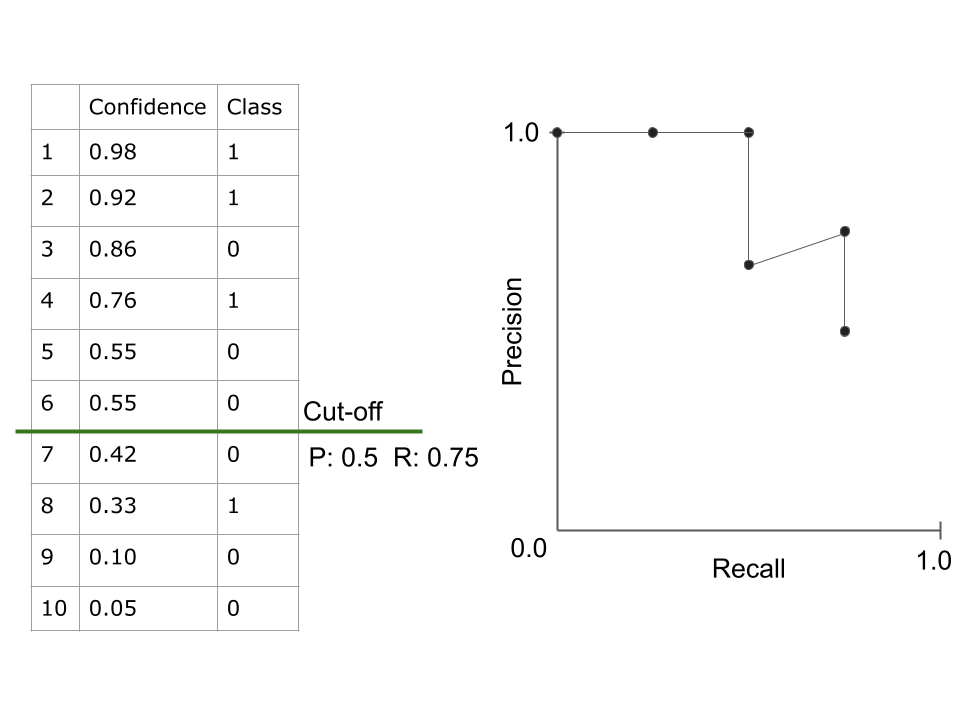 Confidence Class
1 0.98 1
2 0.92 1
3 0.86 0
4 0.76 1
5 0.55 0
6 0.55 0
Cut-off
7 0.42 0
P: 0.5 R: 0.75
8 0.33 1
9 0.10 0
10 0.05 0
1.0
Precision
0.0
Recall
1.0